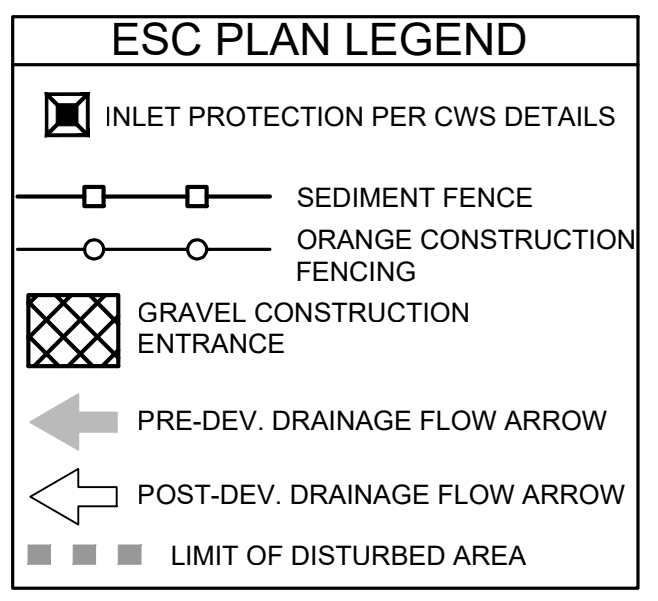 ESC PLAN LEGEND
INLET PROTECTION PER CWS DETAILS
SEDIMENT FENCE
ORANGE CONSTRUCTION
FENCING
GRAVEL CONSTRUCTION
ENTRANCE
PRE-DEV. DRAINAGE FLOW ARROW
POST-DEV. DRAINAGE FLOW ARROW
LIMIT OF DISTURBED AREA